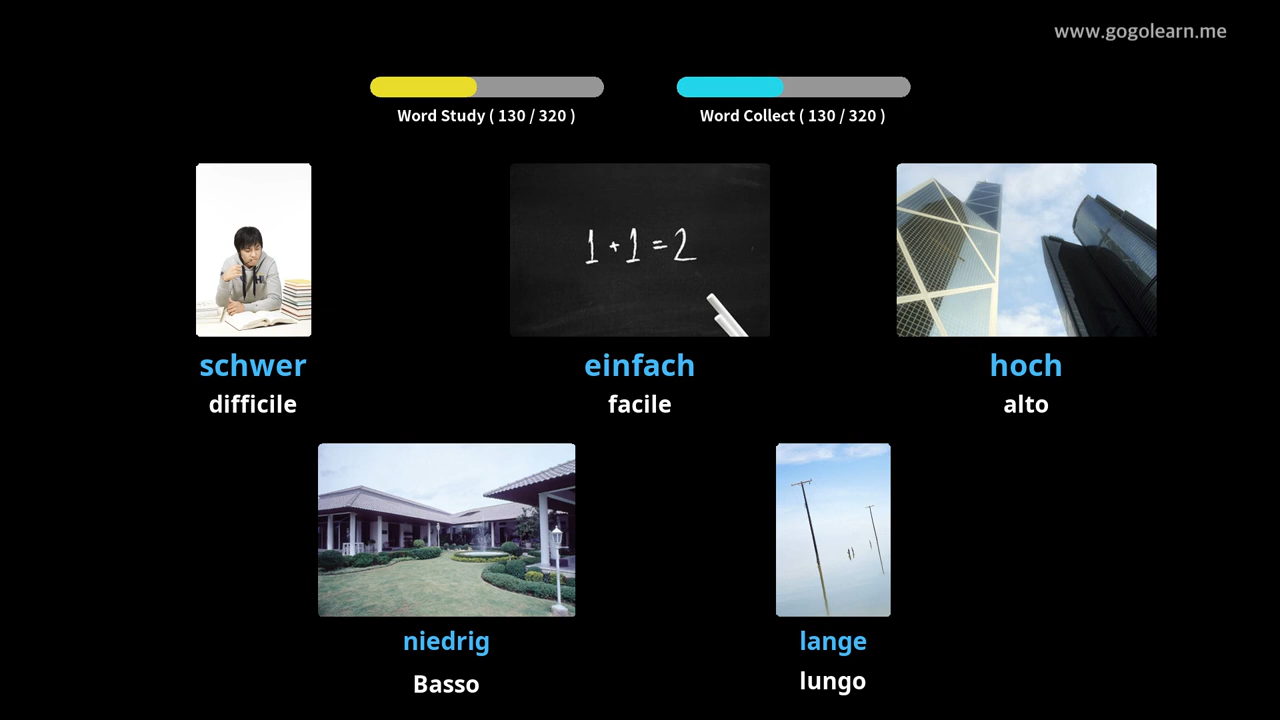 www.gogolearn.me
Word Study ( 130 / 320 )
Word Collect ( 130 / 320 )
1 + 1 = 2
schwer
difficile
einfach
facile
hoch
alto
niedrig
Basso
lange
lungo